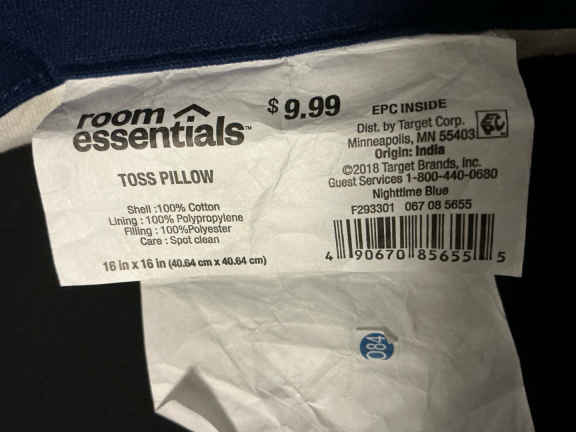 room
essentials™
$9.99
TOSS PILLOW
Shell :100% Cotton
Lining : 100% Polypropylene
Filling : 100%Polyester
Care : Spot clean
16 in x 16 in (40.64 cm x 40.64 cm)
EPC INSIDE
Dist. by Target Corp.
Minneapolis, MN 55403
Origin: India
©2018 Target Brands, Inc.
Guest Services 1-800-440-0680
Nighttime Blue
F293301 067 08 5655
4 90670 85655 5
084